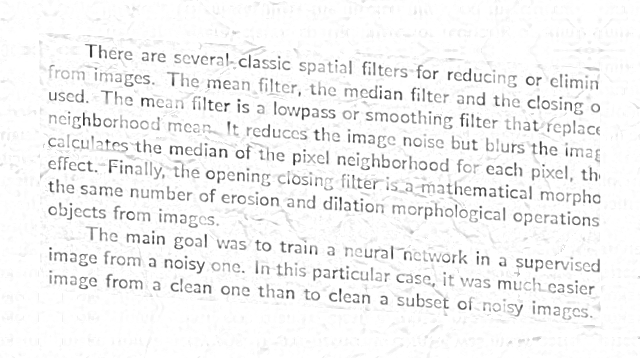 There are several classic spatial filters for reducing or elimin
from images. The mean filter, the median filter and the closing o
used. The mean filter is a lowpass or smoothing filter that replace
neighborhood mean. It reduces the image noise but blurs the imag
calculates the median of the pixel neighborhood for each pixel, th
effect. Finally, the opening closing filter is a mathematical morpho
the same number of erosion and dilation morphological operations
objects from images.
The main goal was to train a neural network in a supervised
image from a noisy one. In this particular case, it was much easier
image from a clean one than to clean a subset of noisy images.